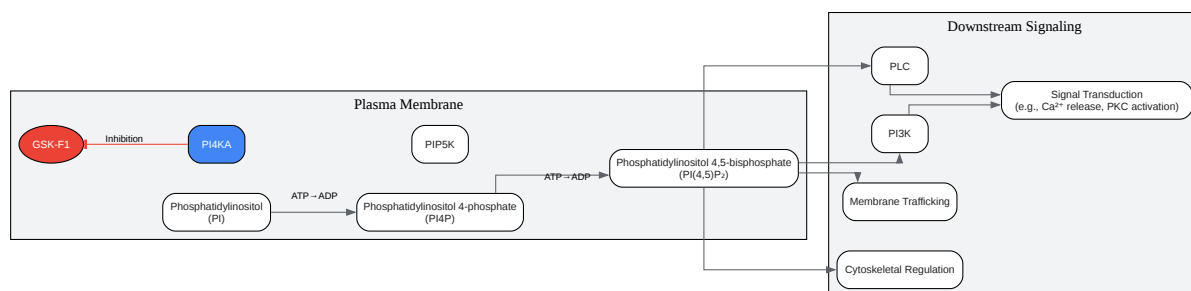 Downstream Signaling
PLC
Signal Transduction
(e.g., Ca²⁺ release, PKC activation)
Plasma Membrane
GSK-F1
Inhibition
PI4KA
PIP5K
PI3K
Phosphatidylinositol 4,5-bisphosphate
(PI(4,5)P₂)
ATP→ADP
ATP→ADP
Phosphatidylinositol
(PI)
Phosphatidylinositol 4-phosphate
(PI4P)
Membrane Trafficking
Cytoskeletal Regulation